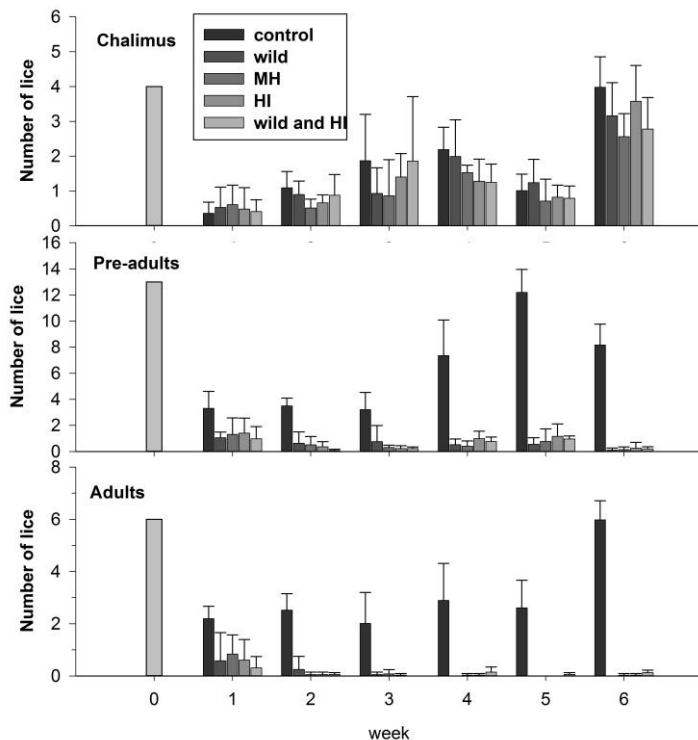 Chalimus
control
wild
MH
HI
wild and HI
Number of lice
6
5
4
3
2
1
0
Pre-adults
Number of lice
16
14
12
10
8
6
4
2
0
Adults
Number of lice
8
6
4
2
0
0 1 2 3 4 5 6
week